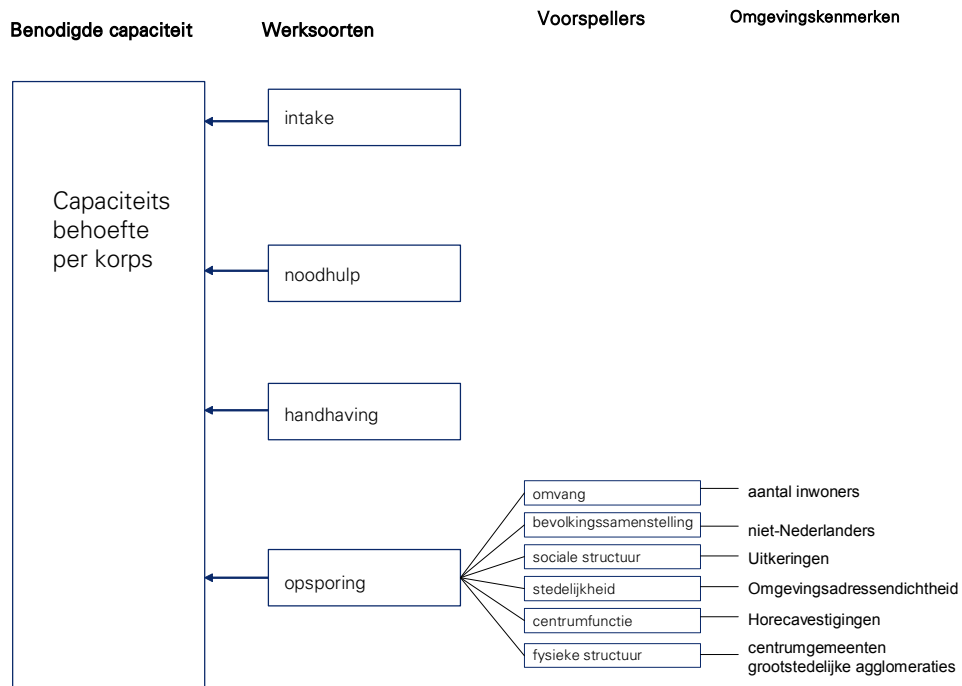 Benodigde capaciteit
Werksoorten
Voorspellers
Omgevingskenmerken
Capaciteits
behoefte
per korps
intake
noodhulp
handhaving
opsporing
omvang
aantal inwoners
bevolkingssamenstelling
niet-Nederlanders
sociale structuur
Uitkeringen
stedelijkheid
Omgevingsadressendichtheid
centrumfunctie
Horecavestigingen
fysieke structuur
centrumgemeenten
grootstedelijke agglomeraties